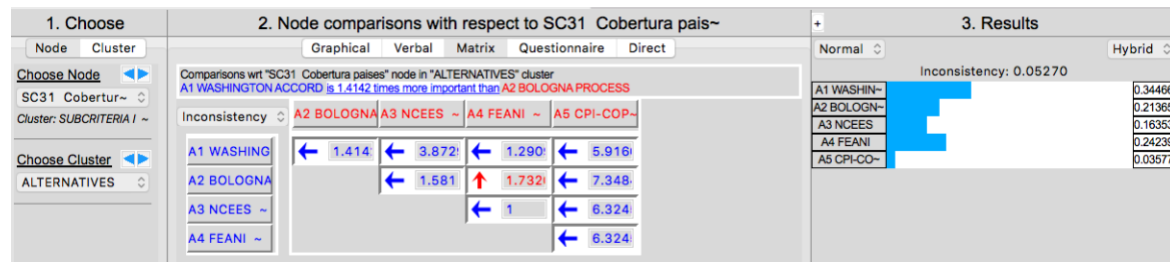 1. Choose
Node Cluster
Choose Node
SC31 Cobertur~
Cluster: SUBCRITERIA I ~
Choose Cluster
ALTERNATIVES
2. Node comparisons with respect to SC31 Cobertura pais~
Graphical Verbal Matrix Questionnaire Direct
Comparisons wrt "SC31 Cobertura paises" node in "ALTERNATIVES" cluster
A1 WASHINGTON ACCORD is 1.4142 times more important than A2 BOLOGNA PROCESS
Inconsistency A2 BOLOGNA A3 NCEES ~ A4 FEANI ~ A5 CPI-COP~
A1 WASHING 1.414 3.872 1.290 5.916
A2 BOLOGNA 1.581 1.732 7.348
A3 NCEES ~ 1 6.324
A4 FEANI ~ 6.324
+ 3. Results
Normal Hybrid
Inconsistency: 0.05270
A1 WASHIN~ 0.34466
A2 BOLOGN~ 0.21365
A3 NCEES 0.16353
A4 FEANI 0.24239
A5 CPI-CO~ 0.03577